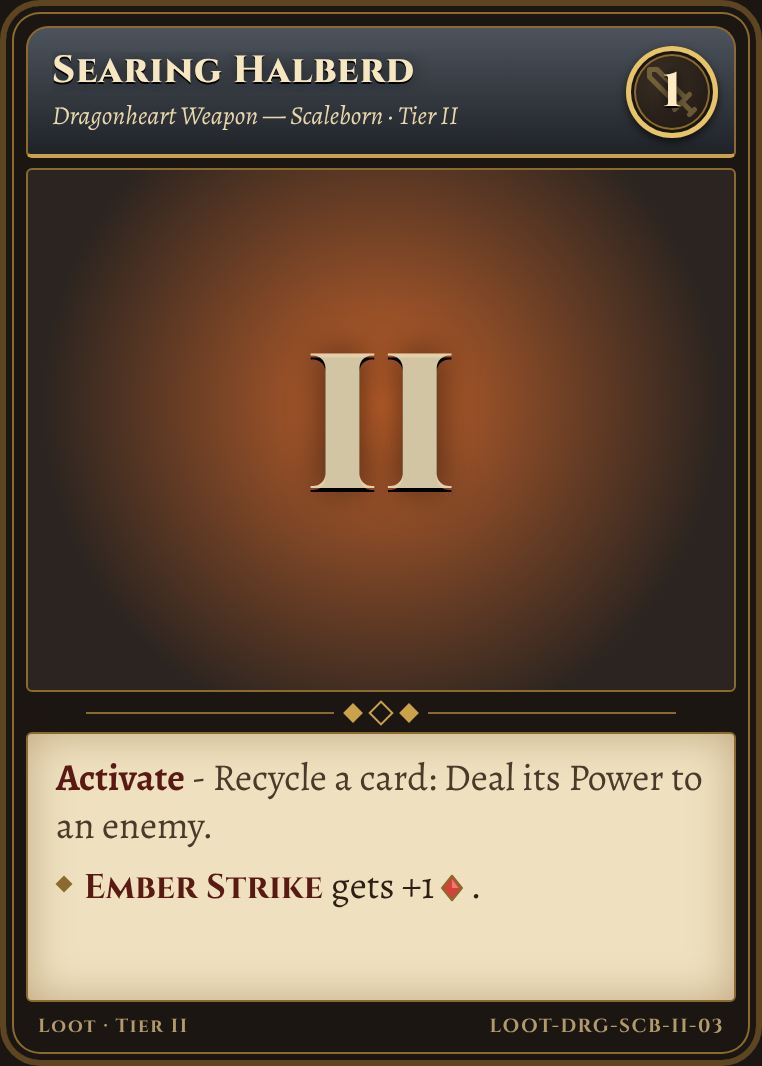 Searing Halberd
1
Dragonheart Weapon — Scaleborn · Tier II
II
Activate - Recycle a card: Deal its Power to
an enemy.
Ember Strike gets +1 .
Loot · Tier II
LOOT-DRG-SCB-II-03